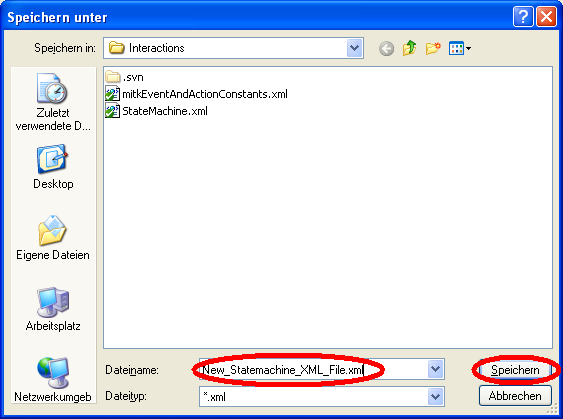 Speichern unter
Speichern in:
Interactions
.svn
mitkEventAndActionConstants.xml
StateMachine.xml
Zuletzt
verwendete D...
Desktop
Eigene Dateien
Arbeitsplatz
Netzwerkumgeb
Dateiname:
New_Statemachine_XML_File.xml
Speichern
Dateityp:
*.xml
Abbrechen